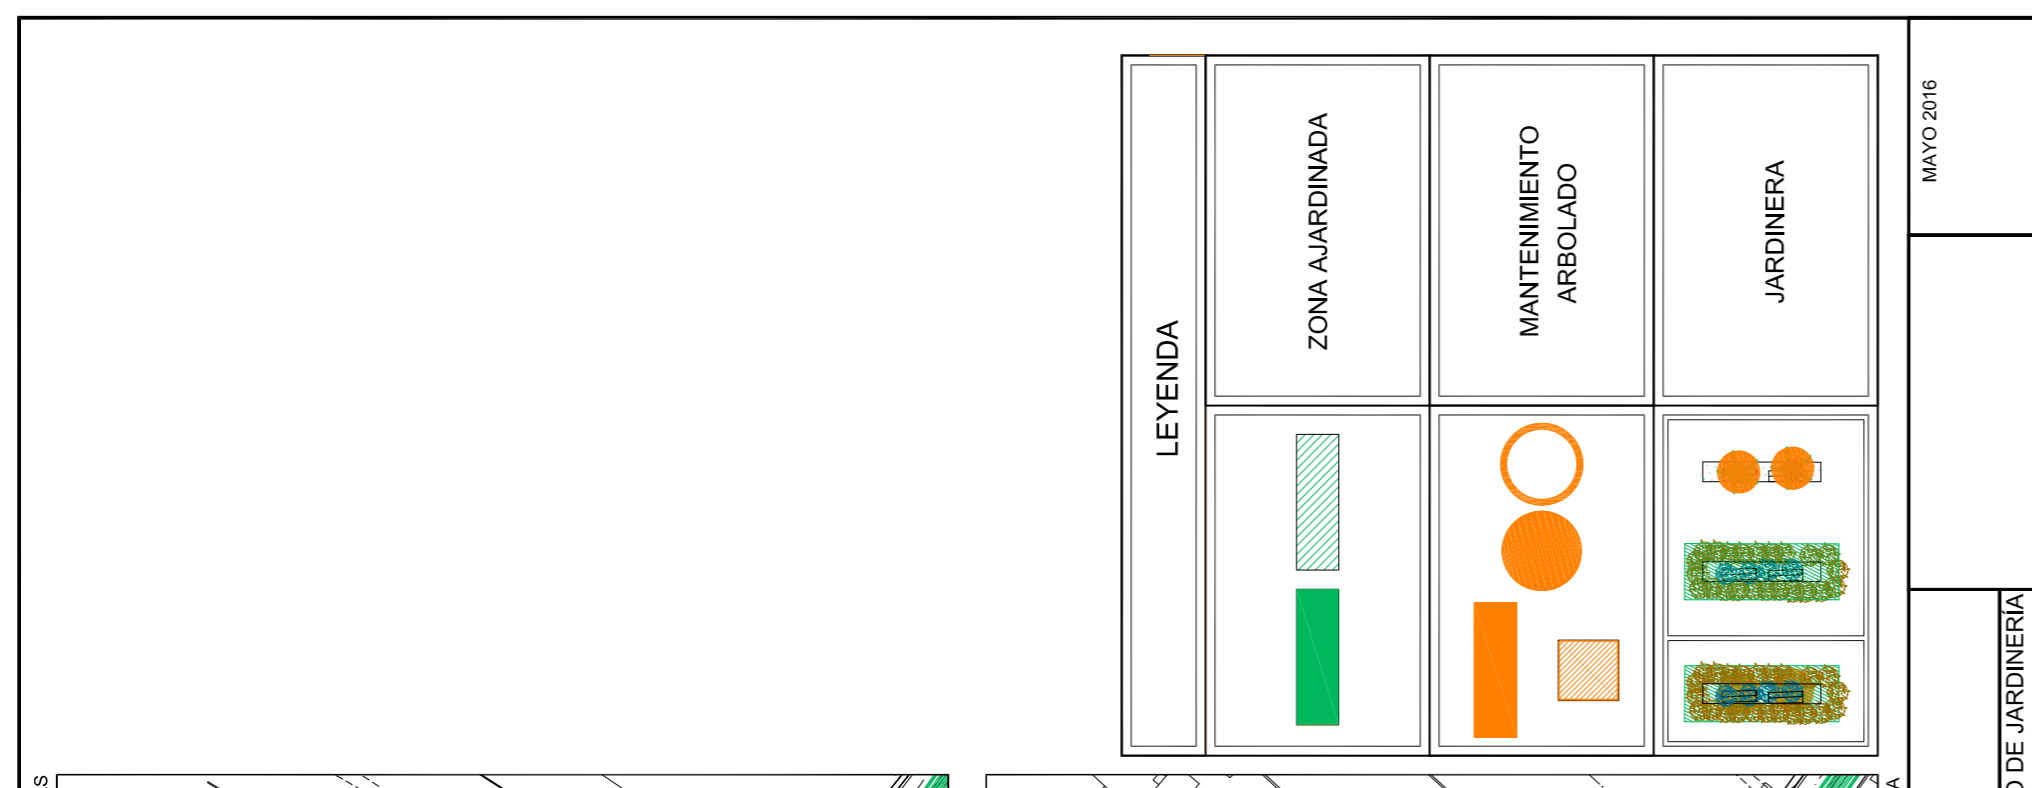 LEYENDA
ZONA AJARDINADA
MANTENIMIENTO
ARBOLADO
JARDINERA
MAYO 2016
DE JARDINERÍA
S
A